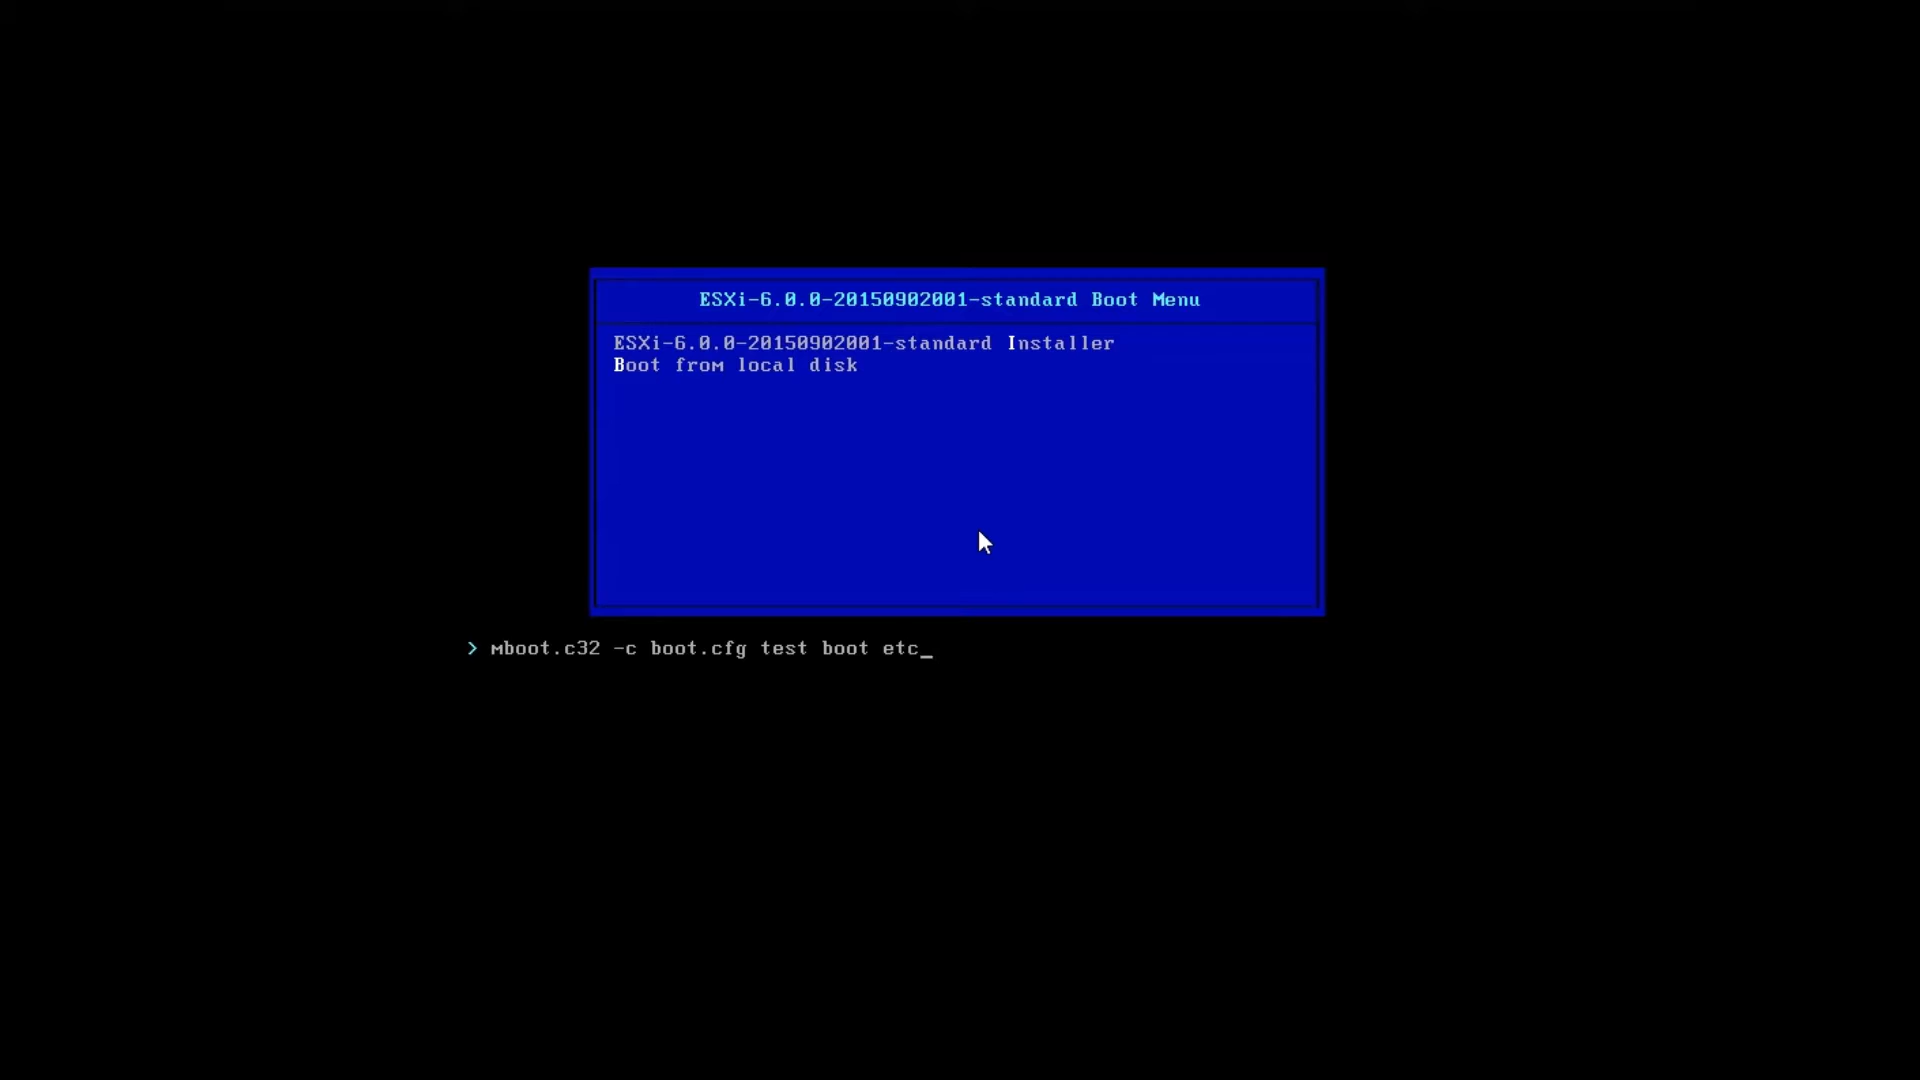 ESXi-6.0.0-20150902001-standard Boot Menu
ESXi-6.0.0-20150902001-standard Installer
Boot from local disk
> mboot.c32 -c boot.cfg test boot etc_